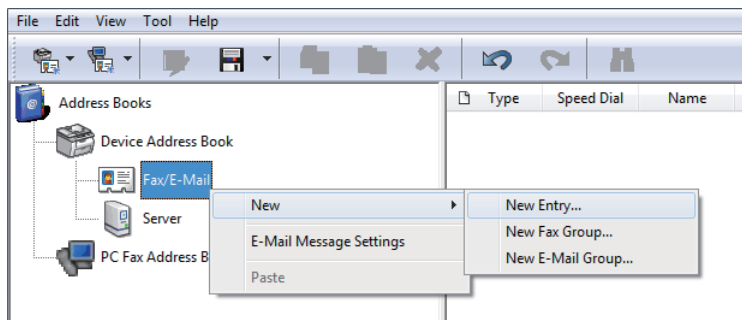 File Edit View Tool Help
Address Books
Type Speed Dial Name
Device Address Book
Fax/E-Mail
New
New Entry...
Server
New Fax Group...
E-Mail Message Settings
PC Fax Address B
New E-Mail Group...
Paste